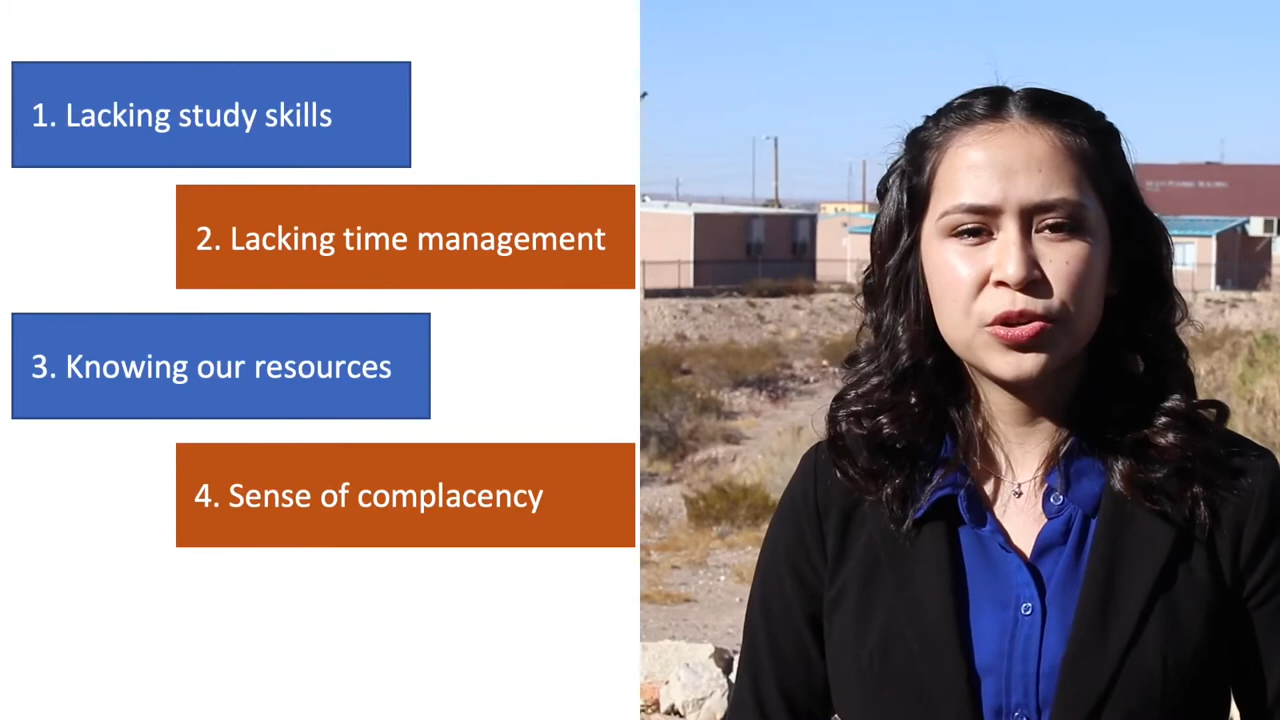 1. Lacking study skills
2. Lacking time management
3. Knowing our resources
4. Sense of complacency